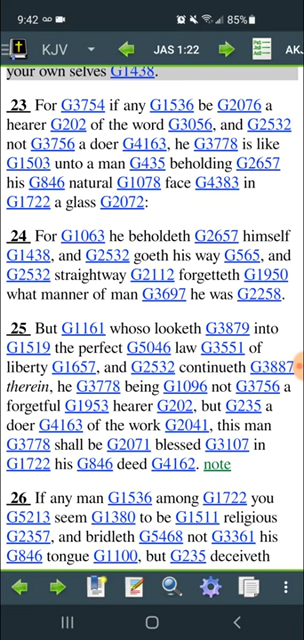 9:42 85%
KJV JAS 1:22 AK.
your own selves G1438.
23 For G3754 if any G1536 be G2076 a
hearer G202 of the word G3056, and G2532
not G3756 a doer G4163, he G3778 is like
G1503 unto a man G435 beholding G2657
his G846 natural G1078 face G4383 in
G1722 a glass G2072:
24 For G1063 he beholdeth G2657 himself
G1438, and G2532 goeth his way G565, and
G2532 straightway G2112 forgetteth G1950
what manner of man G3697 he was G2258.
25 But G1161 whoso looketh G3879 into
G1519 the perfect G5046 law G3551 of
liberty G1657, and G2532 continueth G3887
therein, he G3778 being G1096 not G3756 a
forgetful G1953 hearer G202, but G235 a
doer G4163 of the work G2041, this man
G3778 shall be G2071 blessed G3107 in
G1722 his G846 deed G4162. note
26 If any man G1536 among G1722 you
G5213 seem G1380 to be G1511 religious
G2357, and bridleth G5468 not G3361 his
G846 tongue G1100, but G235 deceiveth